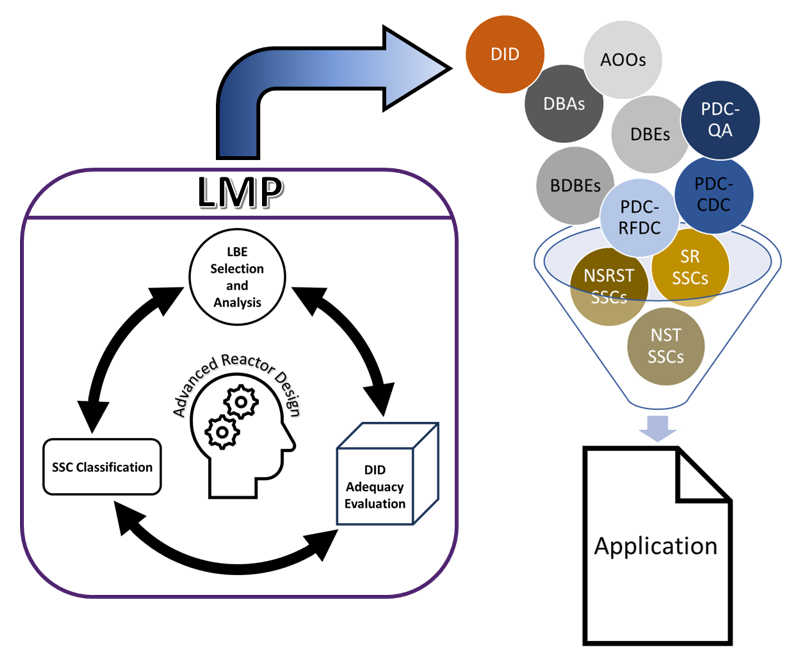 LMP
LBE
Selection
and
Analysis
Advanced Reactor Design
SSC Classification
DID
Adequacy
Evaluation
DID
AOOs
DBAs
DBEs
PDC-
QA
BDBEs
PDC-
RFDC
PDC-
CDC
NSRST
SSCs
SR
SSCs
NST
SSCs
Application